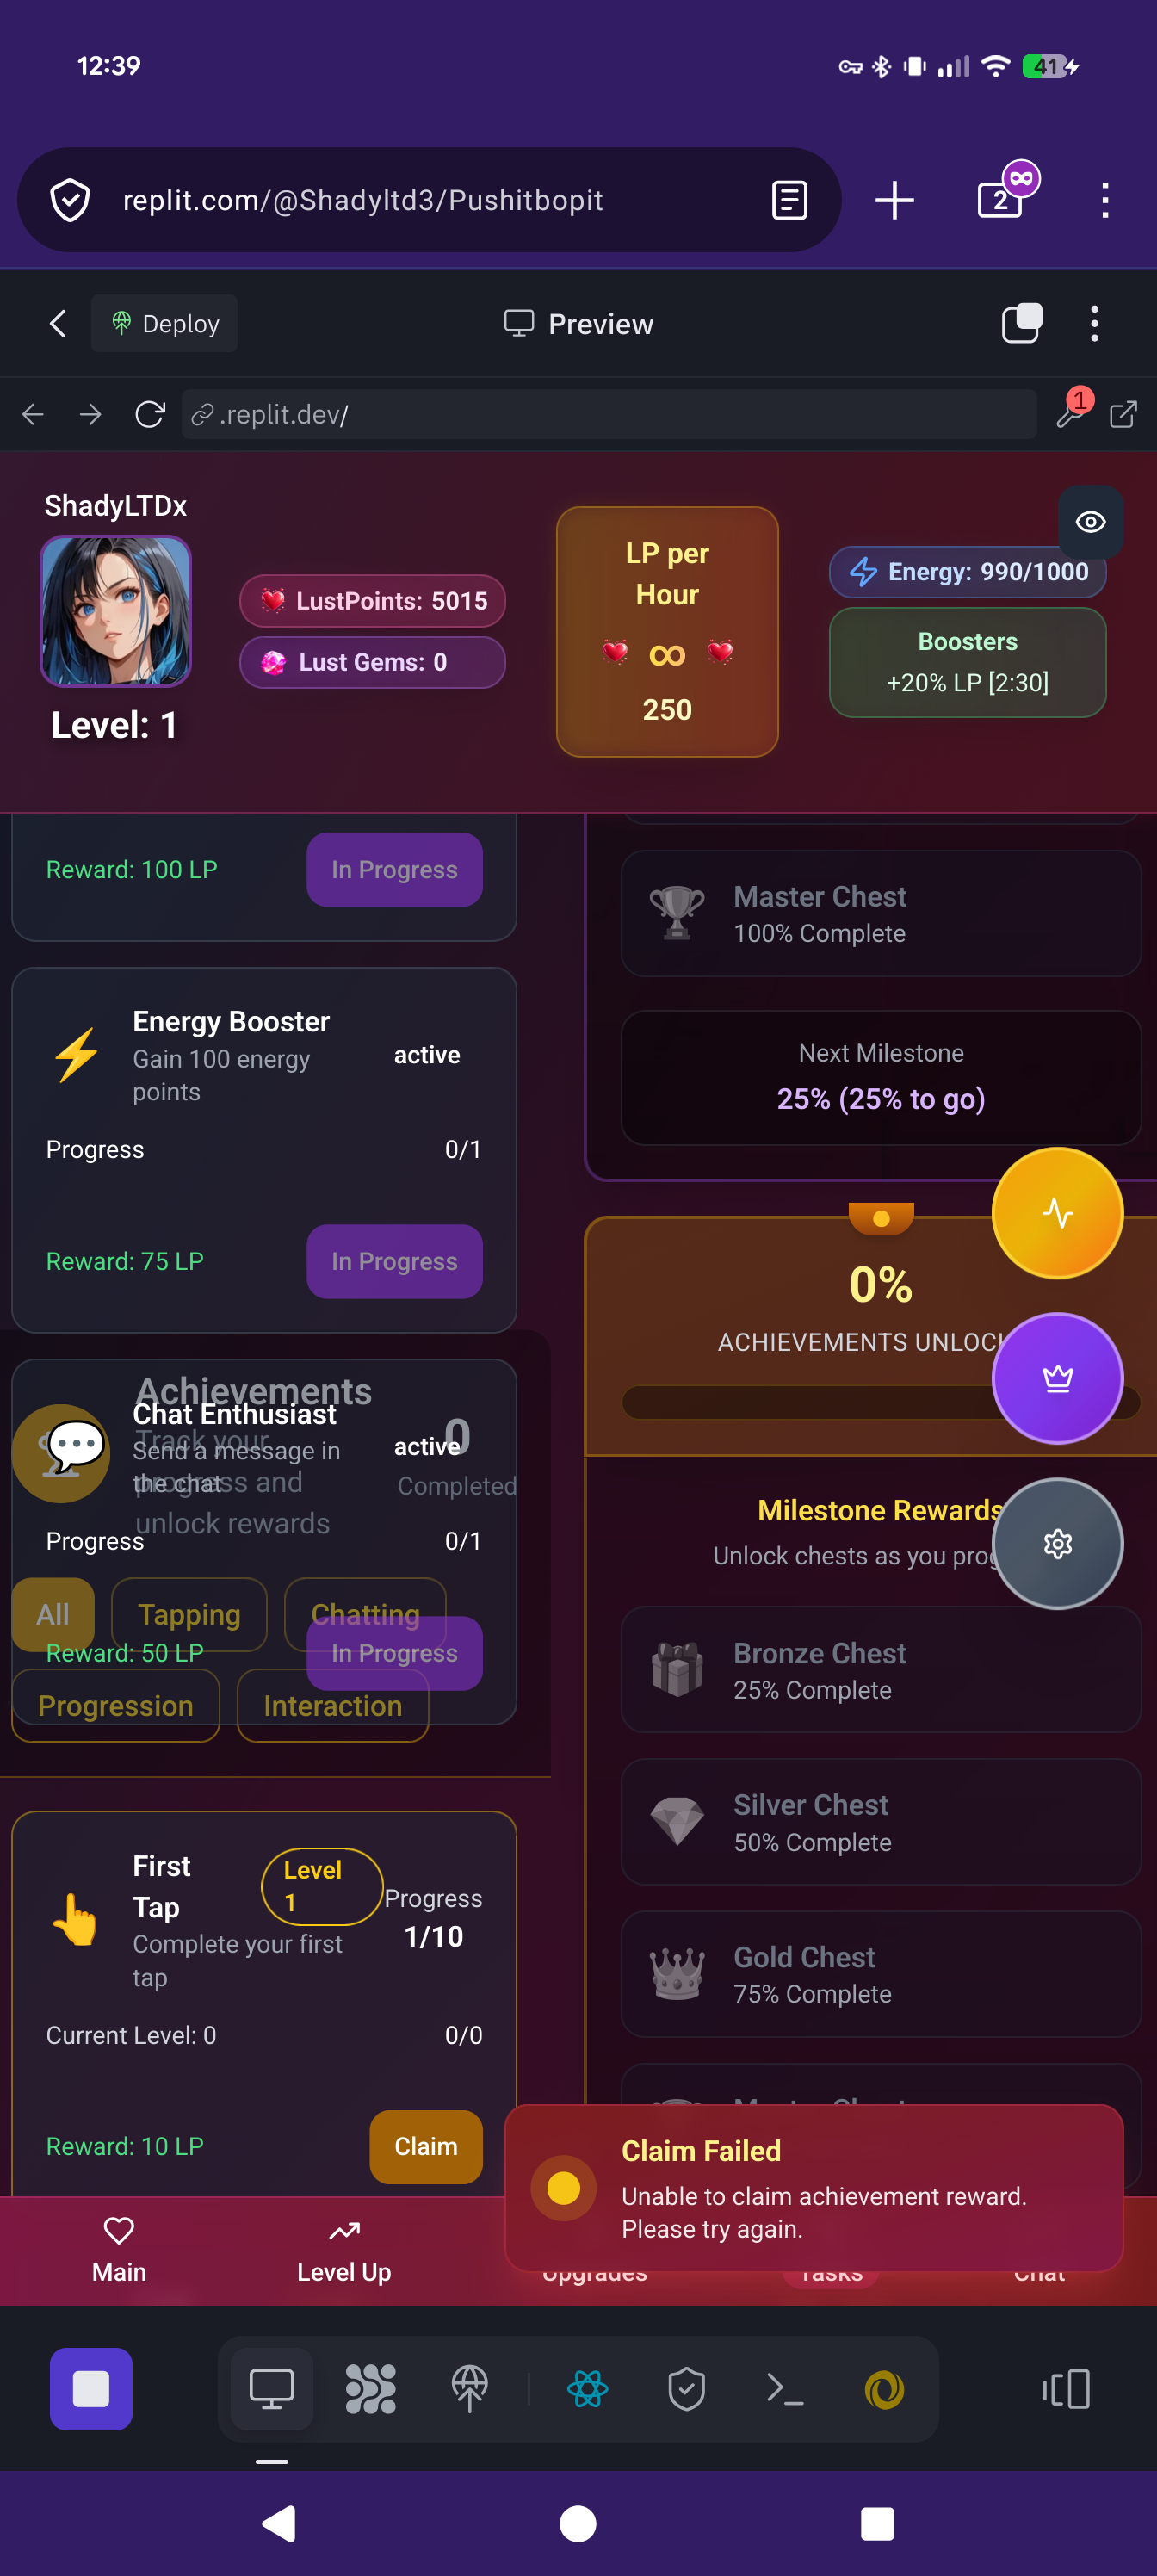 12:39
41
replit.com/@Shadyltd3/Pushitbopit
2
Deploy
Preview
.replit.dev/
1
ShadyLTDx
Level: 1
LustPoints: 5015
Lust Gems: 0
LP per
Hour
∞
250
Energy: 990/1000
Boosters
+20% LP [2:30]
Reward: 100 LP
In Progress
Energy Booster
Gain 100 energy
points
active
Progress
0/1
Reward: 75 LP
In Progress
Achievements
Track your
progress and
unlock rewards
0
Completed
Chat Enthusiast
Send a message in
the chat
active
Progress
0/1
All
Tapping
Chatting
Reward: 50 LP
In Progress
Progression
Interaction
First
Tap
Level
1
Complete your first
tap
Progress
1/10
Current Level: 0
0/0
Reward: 10 LP
Claim
Master Chest
100% Complete
Next Milestone
25% (25% to go)
0%
ACHIEVEMENTS UNLOC
Milestone Rewards
Unlock chests as you prog
Bronze Chest
25% Complete
Silver Chest
50% Complete
Gold Chest
75% Complete
Master Chest
Claim Failed
Unable to claim achievement reward.
Please try again.
Main
Level Up
Upgrades
Tasks
Chat